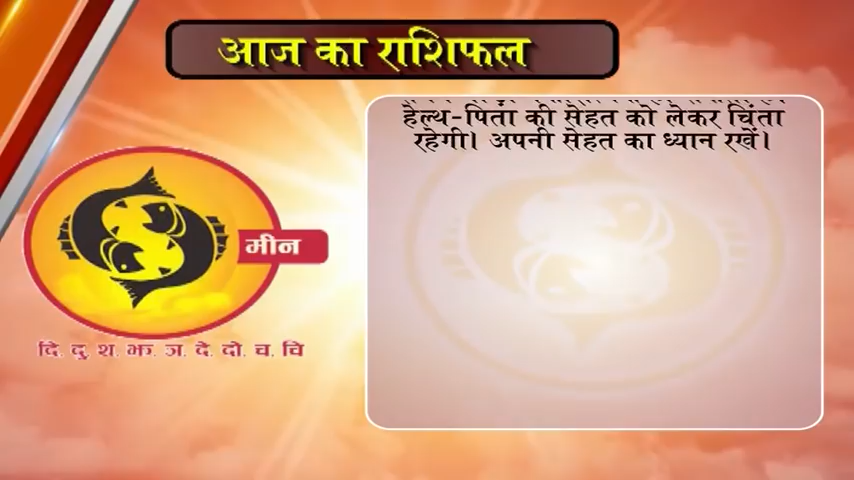 आज का राशिफल
हेल्थ-पिता की सेहत को लेकर चिंता
रहेगी। अपनी सेहत का ध्यान रखें।
मीन
दि. दु. श. झ. ञ. दे. दो. च. चि